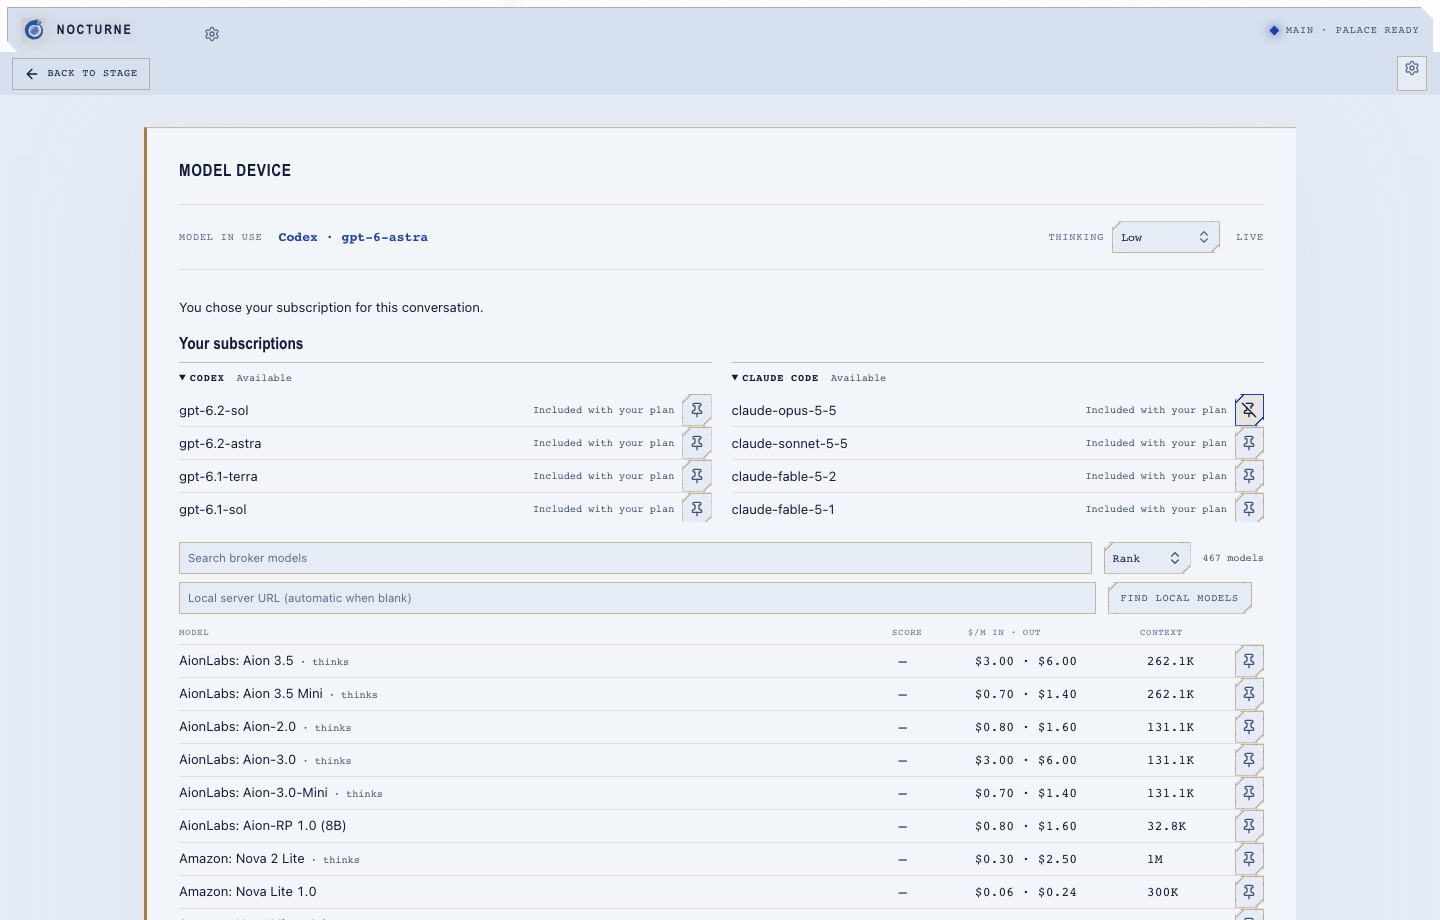 NOCTURNE
MAIN · PALACE READY
BACK TO STAGE
MODEL DEVICE
MODEL IN USE Codex · gpt-6-astra THINKING Low LIVE
You chose your subscription for this conversation.
Your subscriptions
CODEX Available
gpt-6.2-sol Included with your plan
gpt-6.2-astra Included with your plan
gpt-6.1-terra Included with your plan
gpt-6.1-sol Included with your plan
CLAUDE CODE Available
claude-opus-5-5 Included with your plan
claude-sonnet-5-5 Included with your plan
claude-fable-5-2 Included with your plan
claude-fable-5-1 Included with your plan
Search broker models Rank 467 models
Local server URL (automatic when blank) FIND LOCAL MODELS
MODEL SCORE $/M IN · OUT CONTEXT
AionLabs: Aion 3.5 · thinks — $3.00 · $6.00 262.1K
AionLabs: Aion 3.5 Mini · thinks — $0.70 · $1.40 262.1K
AionLabs: Aion-2.0 · thinks — $0.80 · $1.60 131.1K
AionLabs: Aion-3.0 · thinks — $3.00 · $6.00 131.1K
AionLabs: Aion-3.0-Mini · thinks — $0.70 · $1.40 131.1K
AionLabs: Aion-RP 1.0 (8B) — $0.80 · $1.60 32.8K
Amazon: Nova 2 Lite · thinks — $0.30 · $2.50 1M
Amazon: Nova Lite 1.0 — $0.06 · $0.24 300K